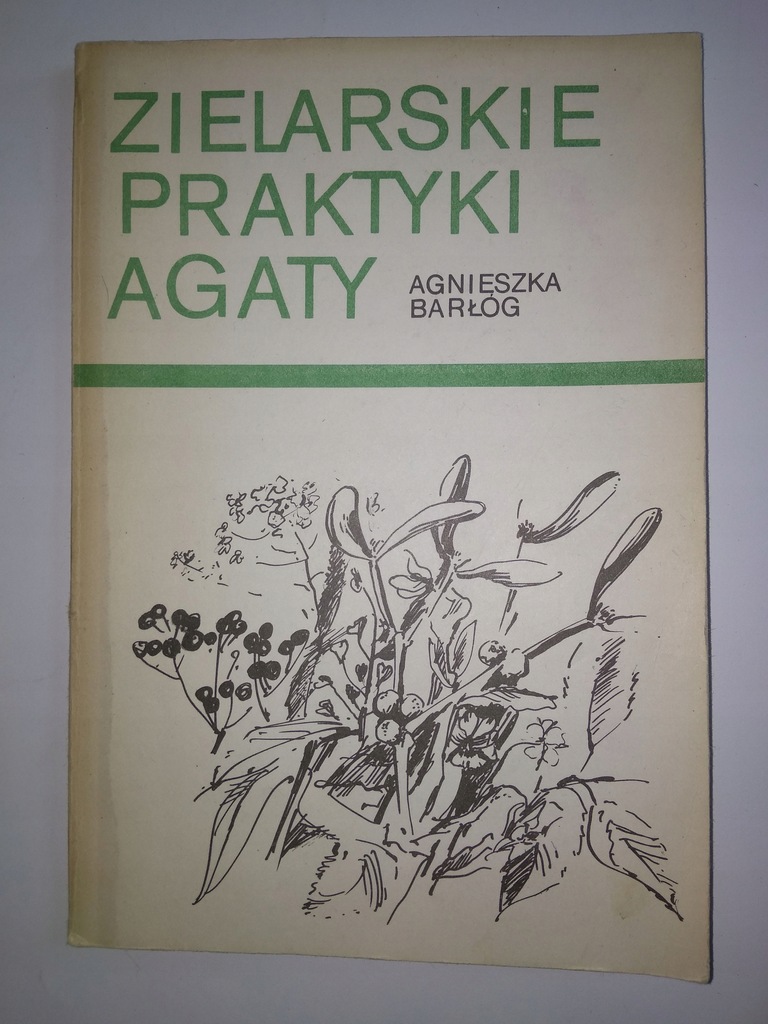 ZIELARSKIE
PRAKTYKI
AGATY
AGNIESZKA
BARŁÓG